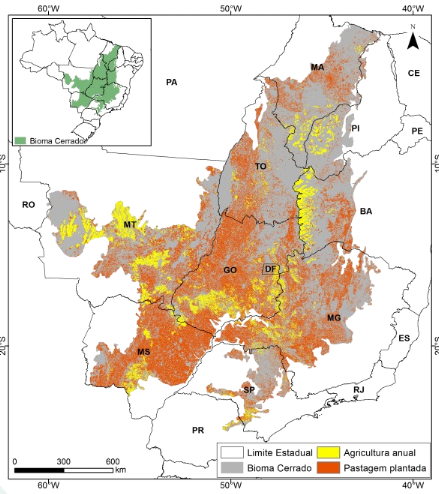 60°W 50°W 40°W
N
Bioma Cerrado
PA
MA
CE
PI
PE
TO
10°S 10°S
RO
MT
BA
GO
DF
MG
ES
MS
20°S 20°S
SP
RJ
PR
Limite Estadual Agricultura anual
Bioma Cerrado Pastagem plantada
0 300 600
km
60°W 50°W 40°W